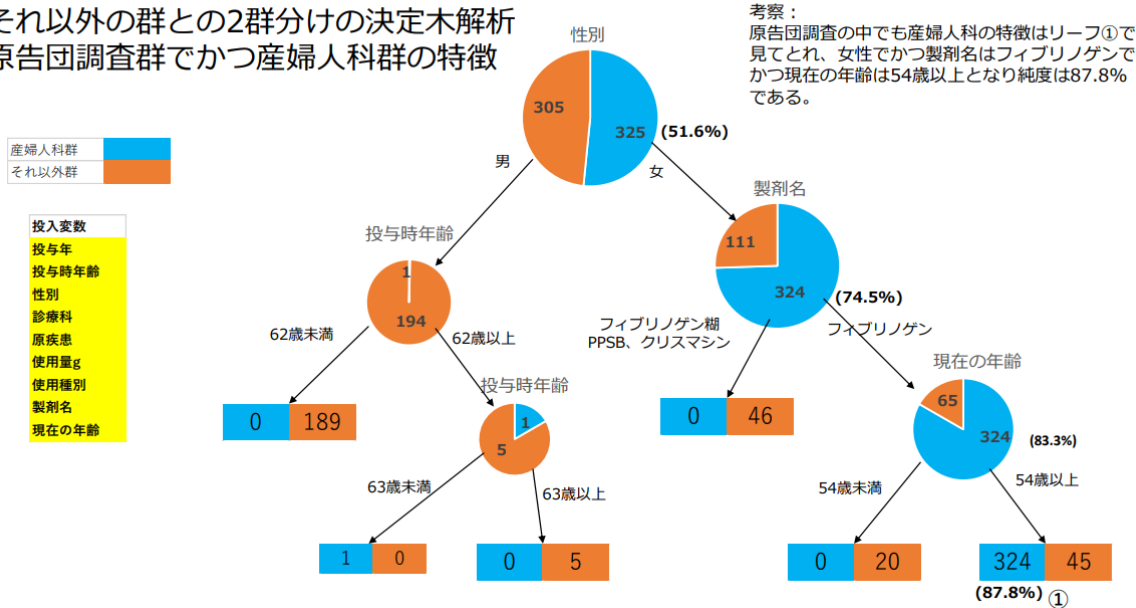 それ以外の群との2群分けの決定木解析
原告団調査群でかつ産婦人科群の特徴
考察：
原告団調査の中でも産婦人科の特徴はリーフ①で
見てとれ、女性でかつ製剤名はフィブリノゲンで
かつ現在の年齢は54歳以上となり純度は87.8%
である。
産婦人科群
それ以外群
投入変数
投与年
投与時年齢
性別
診療科
原疾患
使用量g
使用種別
製剤名
現在の年齢
性別
305
325
(51.6%)
男
女
投与時年齢
1
194
製剤名
111
324
(74.5%)
62歳未満
62歳以上
フィブリノゲン糊
PPSB、クリスマシン
フィブリノゲン
0 189
投与時年齢
1
5
0 46
現在の年齢
65
324
(83.3%)
63歳未満
63歳以上
54歳未満
54歳以上
1 0
0 5
0 20
324 45
(87.8%) ①